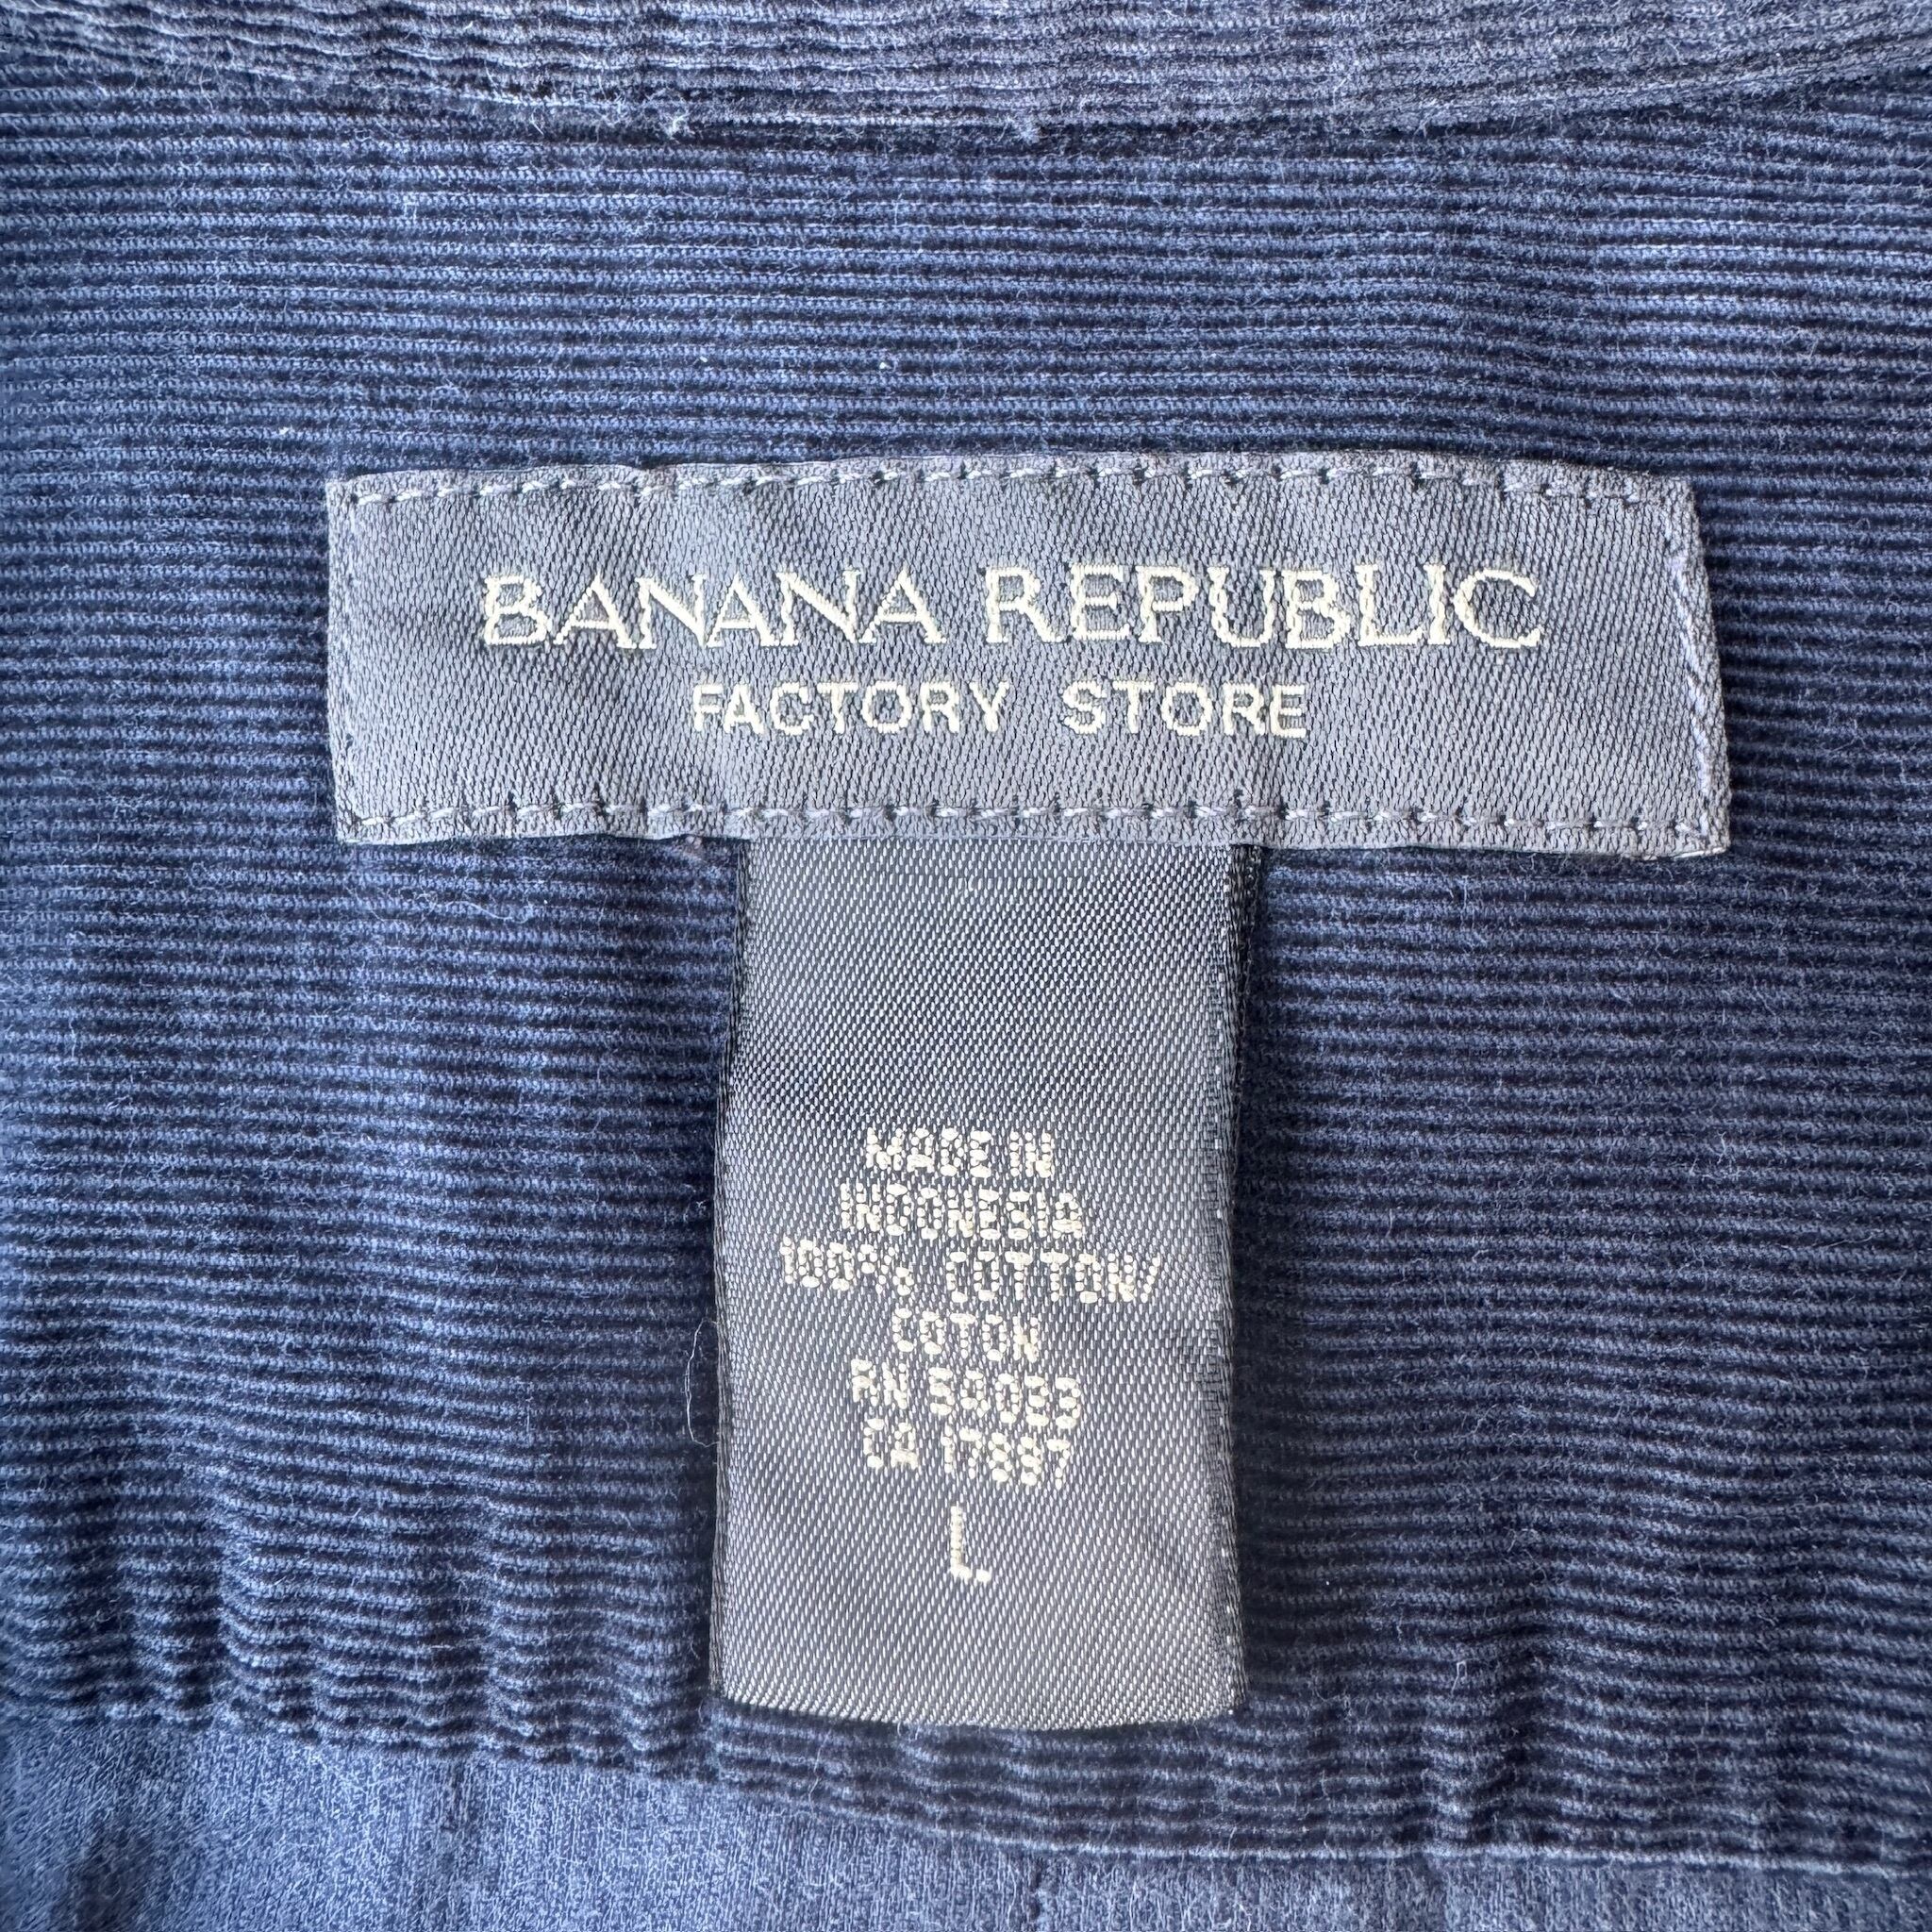 BANANA REPUBLIC
FACTORY STORE
MADE IN
INDONESIA
100% COTTON/
COTON
RN 54023
CA 17897
L